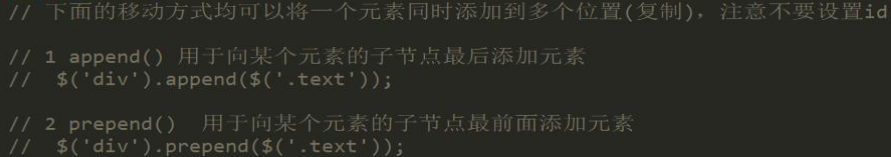 // 下面的移动方式均可以将一个元素同时添加到多个位置(复制), 注意不要设置id
// 1 append() 用于向某个元素的子节点最后添加元素
//  $('div').append($('.text'));
// 2 prepend()  用于向某个元素的子节点最前面添加元素
//  $('div').prepend($('.text'));